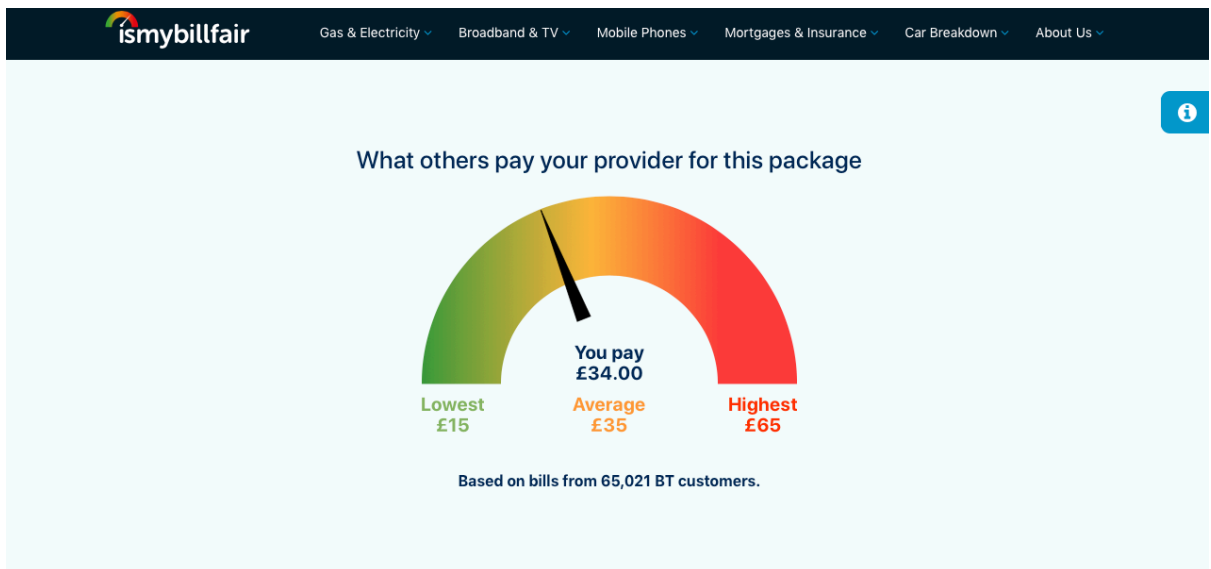 ismybillfair
Gas & Electricity Broadband & TV Mobile Phones Mortgages & Insurance Car Breakdown About Us
What others pay your provider for this package
You pay
£34.00
Lowest Average Highest
£15 £35 £65
Based on bills from 65,021 BT customers.